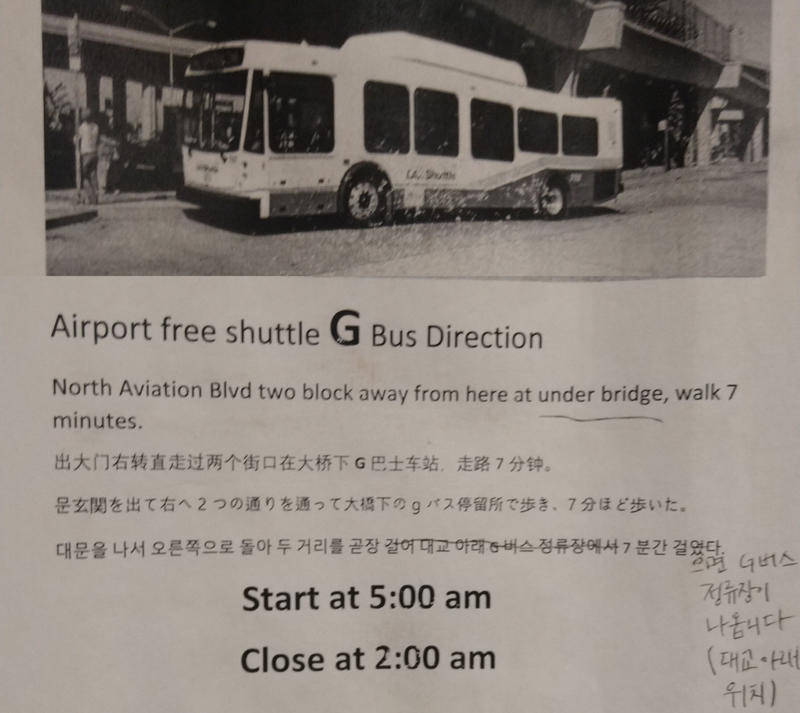 LAX Shuttle
Airport free shuttle G Bus Direction
North Aviation Blvd two block away from here at under bridge, walk 7
minutes.
出大门右转直走过两个街口在大桥下 G 巴士车站，走路 7 分钟。
문玄関を出て右へ 2 つの通りを通って大橋下の g バス停留所で歩き、7 分ほど歩いた。
대문을 나서 오른쪽으로 돌아 두 거리를 곧장 걸어 대교 아래 G 버스 정류장에서 7 분간 걸었다.
으면 G버스
정류장이
나옵니다
(대교아래
위치)
Start at 5:00 am
Close at 2:00 am